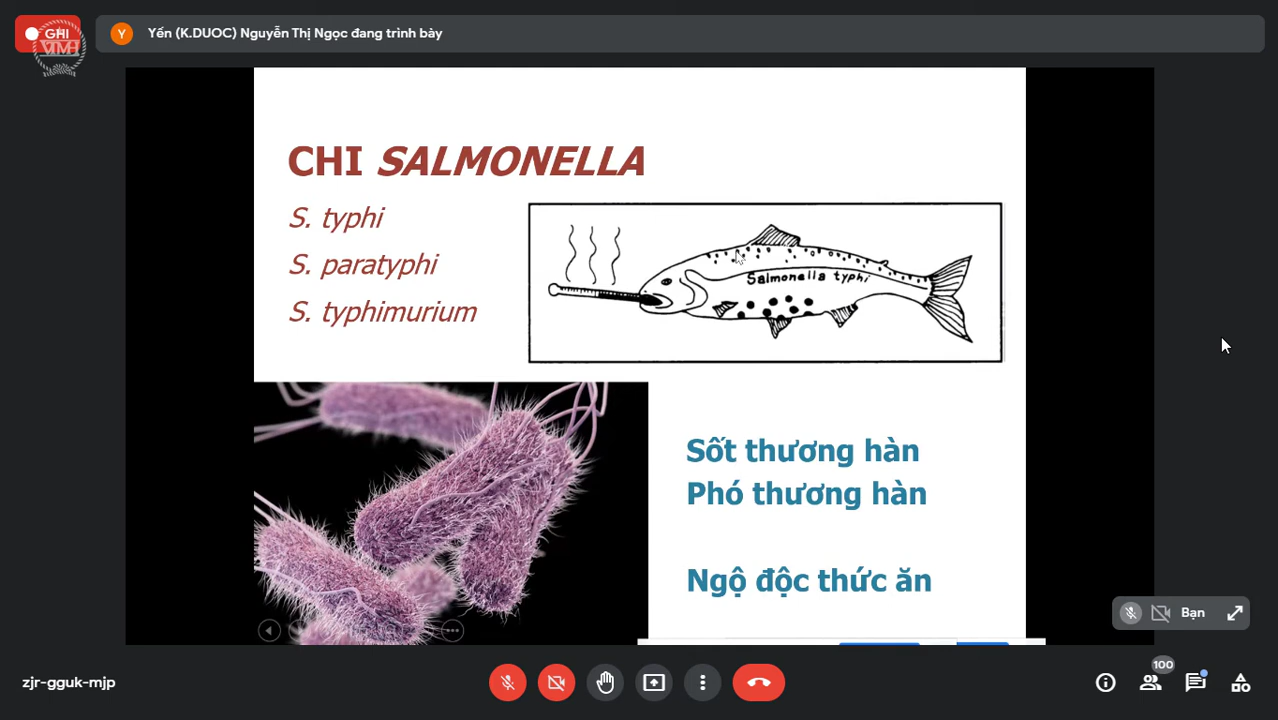 GHI
VTMH
Y
Yến (K.DUOC) Nguyễn Thị Ngọc đang trình bày
CHI SALMONELLA
S. typhi
S. paratyphi
S. typhimurium
Salmonella typhi
Sốt thương hàn
Phó thương hàn
Ngộ độc thức ăn
Bạn
zjr-gguk-mjp
100